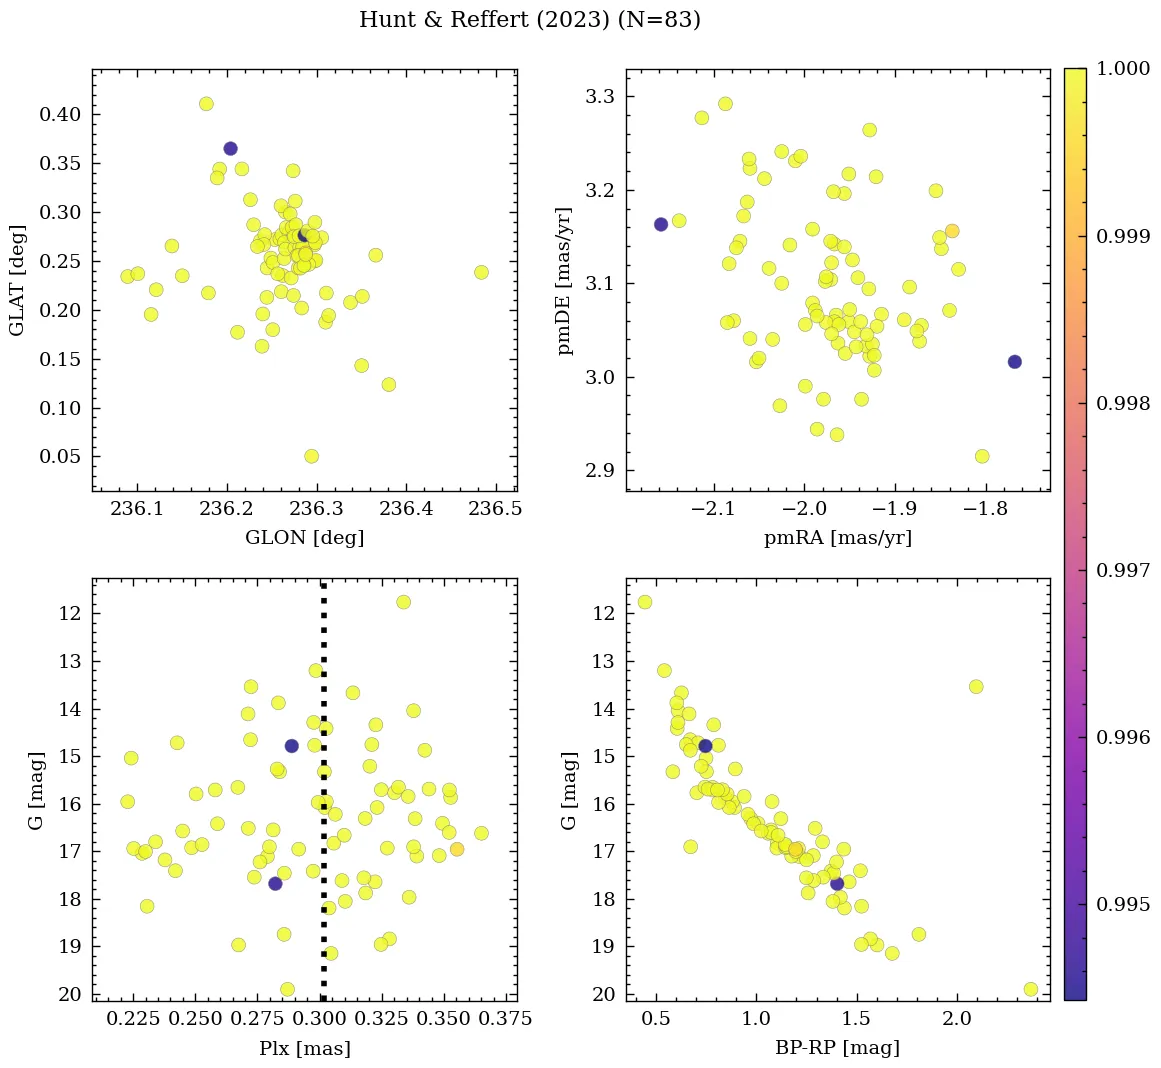 Hunt & Reffert (2023) (N=83)
0.40
0.35
0.30
0.25
0.20
0.15
0.10
0.05
GLAT [deg]
236.1 236.2 236.3 236.4 236.5
GLON [deg]
3.3
3.2
3.1
3.0
2.9
pmDE [mas/yr]
−2.1 −2.0 −1.9 −1.8
pmRA [mas/yr]
12
13
14
15
16
17
18
19
20
G [mag]
0.225 0.250 0.275 0.300 0.325 0.350 0.375
Plx [mas]
12
13
14
15
16
17
18
19
20
G [mag]
0.5 1.0 1.5 2.0
BP-RP [mag]
1.000
0.999
0.998
0.997
0.996
0.995